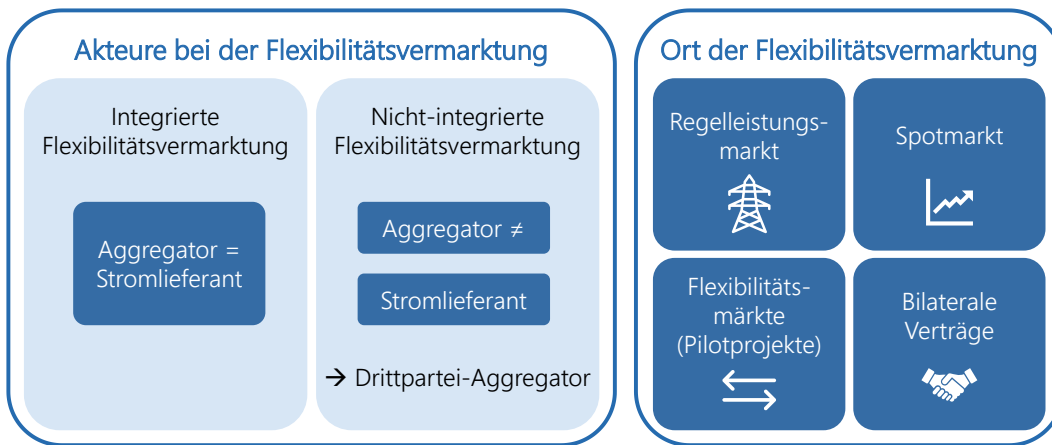 Akteure bei der Flexibilitätsvermarktung
Integrierte
Flexibilitätsvermarktung
Aggregator =
Stromlieferant
Nicht-integrierte
Flexibilitätsvermarktung
Aggregator ≠
Stromlieferant
→ Drittpartei-Aggregator
Ort der Flexibilitätsvermarktung
Regelleistungs-
markt
Spotmarkt
Flexibilitäts-
märkte
(Pilotprojekte)
Bilaterale
Verträge